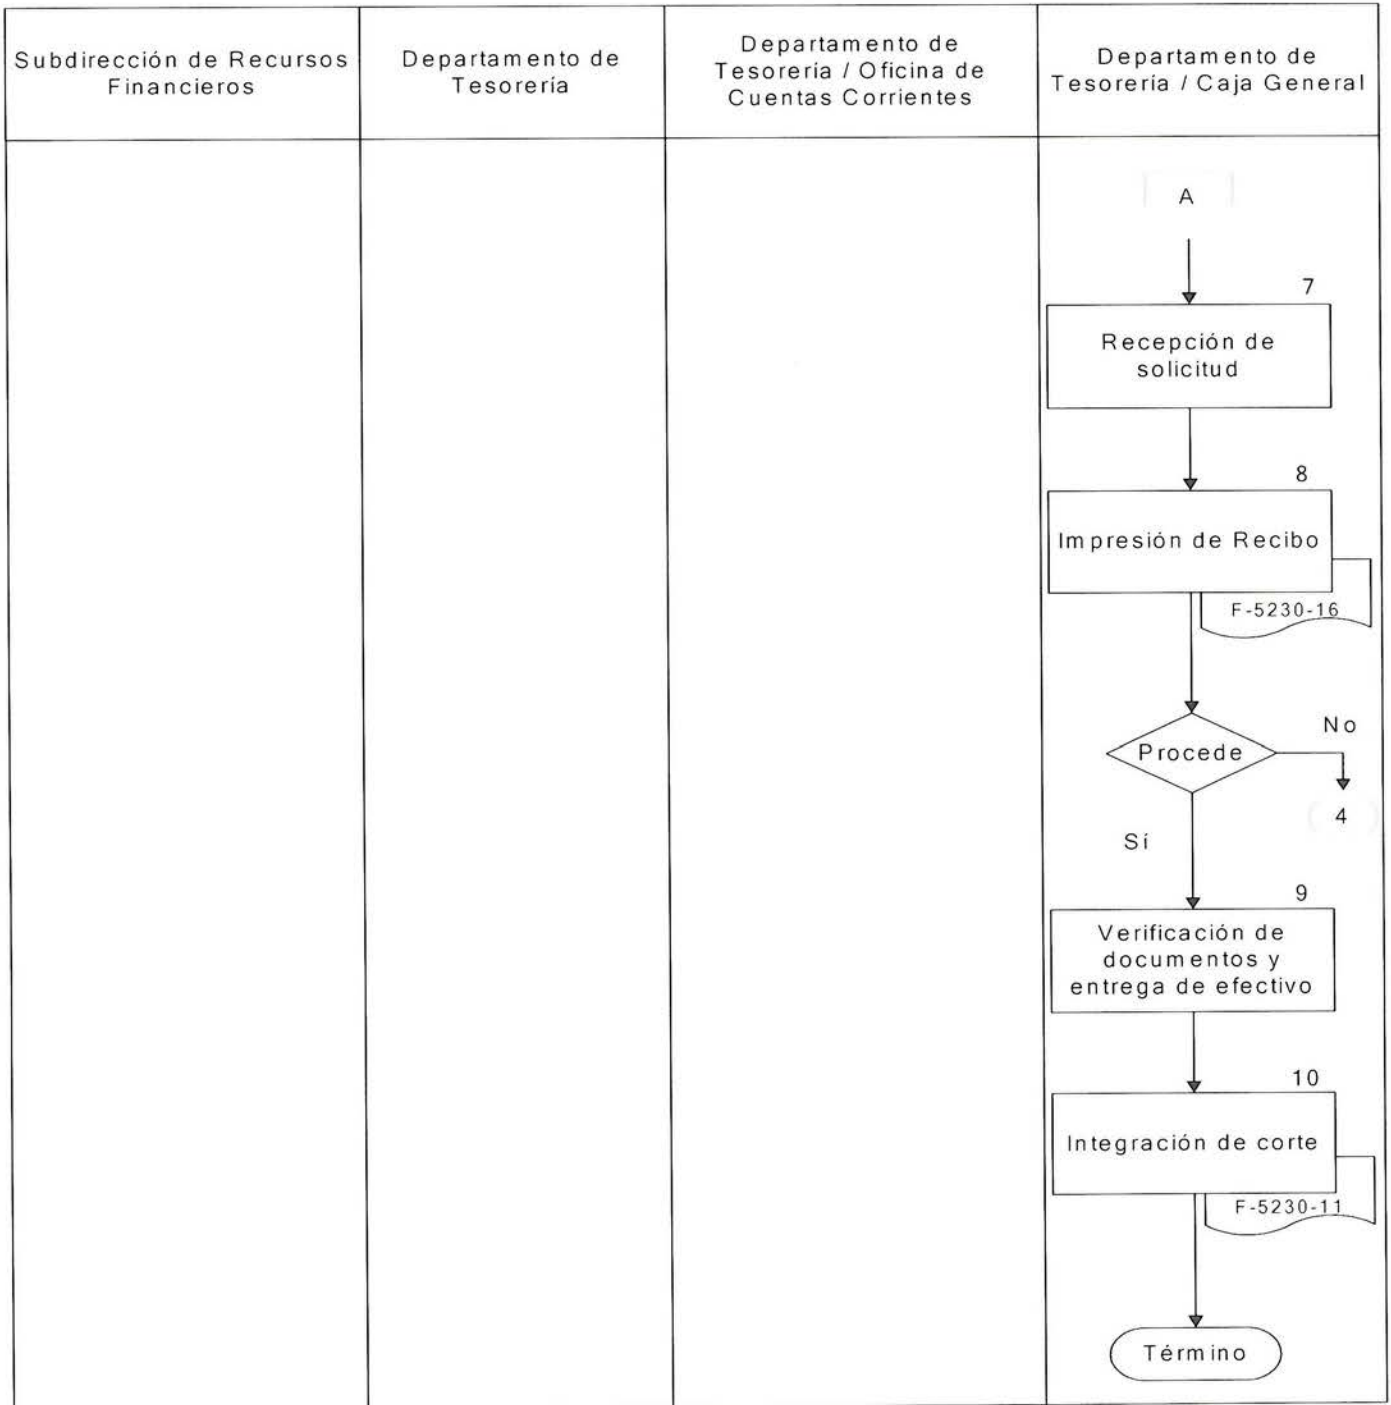 Subdirección de Recursos
Financieros
Departamento de
Tesorería
Departamento de
Tesorería / Oficina de
Cuentas Corrientes
Departamento de
Tesorería / Caja General
A
7
Recepción de
solicitud
8
Impresión de Recibo
F-5230-16
Procede
No
4
Sí
9
Verificación de
documentos y
entrega de efectivo
10
Integración de corte
F-5230-11
Término